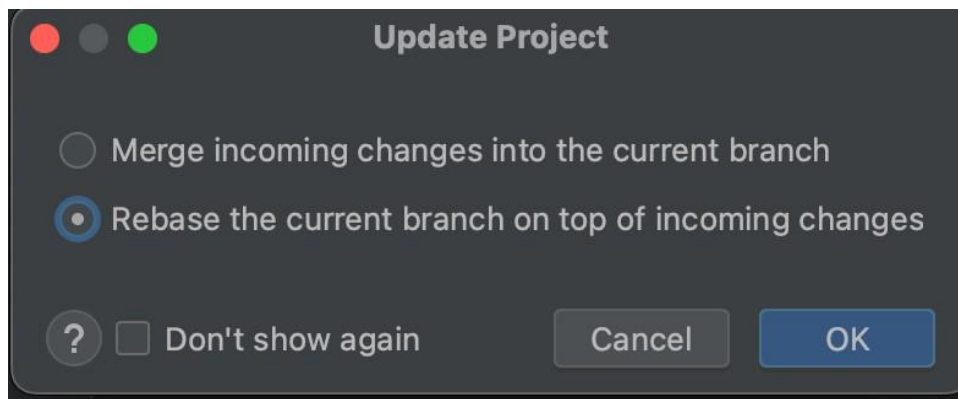 Update Project
Merge incoming changes into the current branch
Rebase the current branch on top of incoming changes
? Don't show again Cancel OK